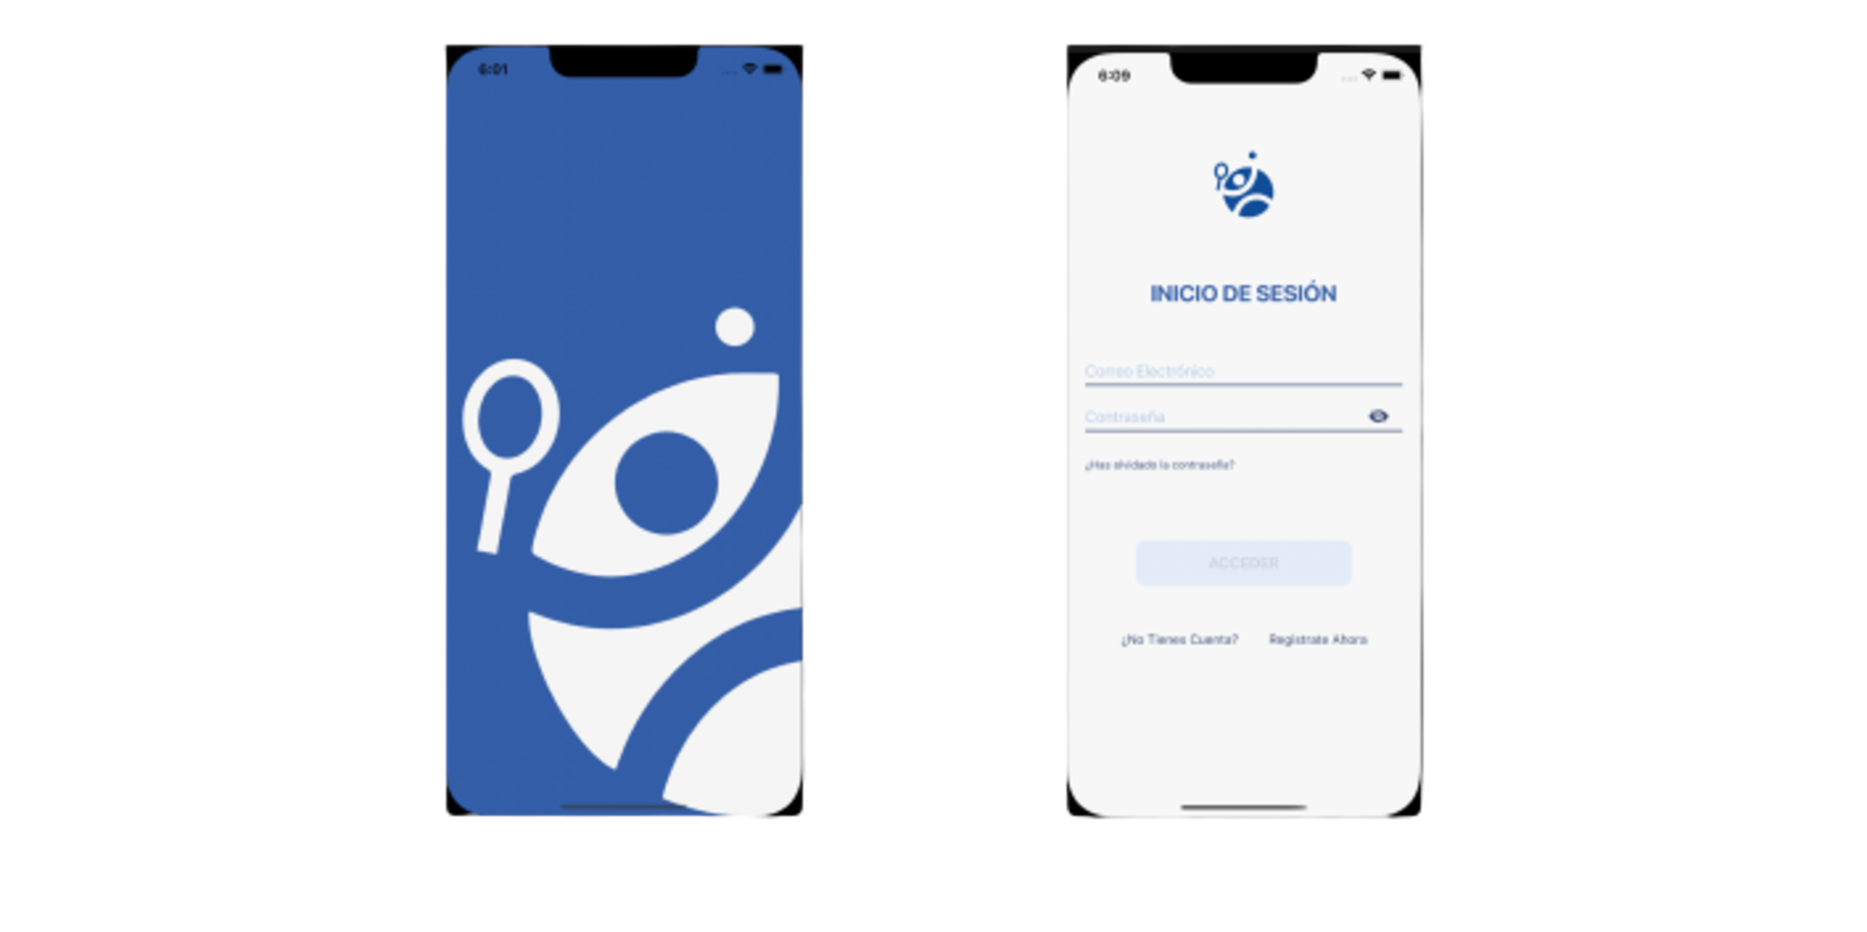 6:01
6:09
INICIO DE SESIÓN
Correo Electrónico
Contraseña
¿Has olvidado la contraseña?
ACCEDER
¿No Tienes Cuenta? Registrate Ahora